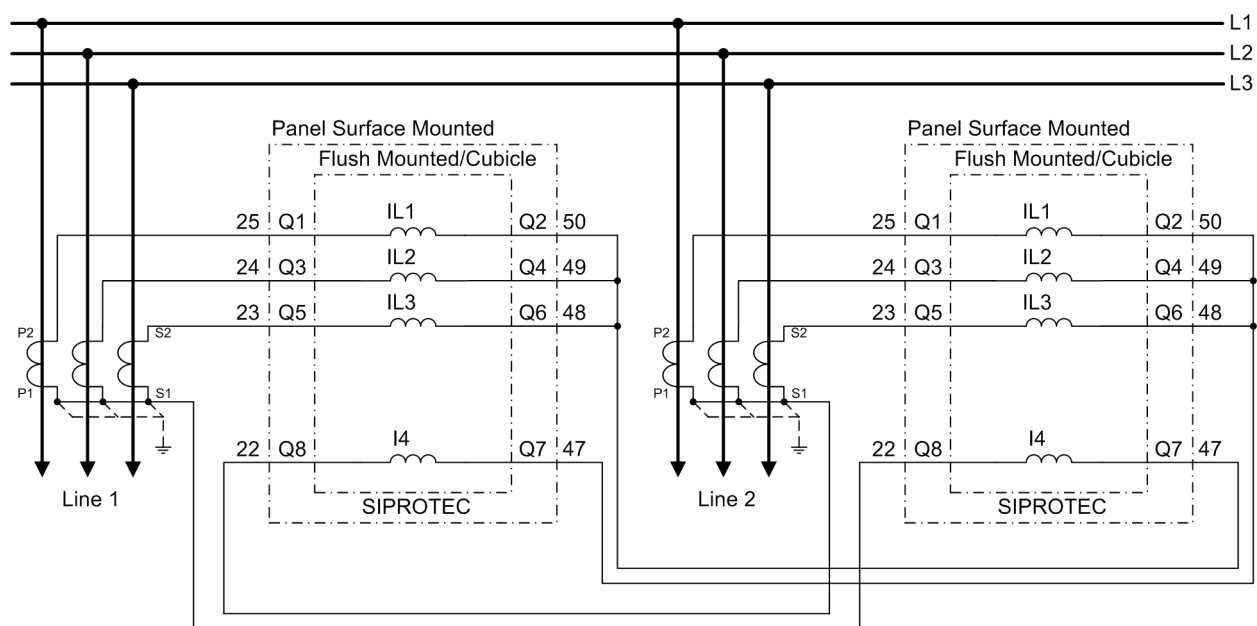 L1
L2
L3
Panel Surface Mounted
Flush Mounted/Cubicle
25 Q1 IL1 Q2 50
24 Q3 IL2 Q4 49
23 Q5 IL3 Q6 48
P2 S2
P1 S1
22 Q8 I4 Q7 47
Line 1
SIPROTEC
Panel Surface Mounted
Flush Mounted/Cubicle
25 Q1 IL1 Q2 50
24 Q3 IL2 Q4 49
23 Q5 IL3 Q6 48
P2 S2
P1 S1
22 Q8 I4 Q7 47
Line 2
SIPROTEC